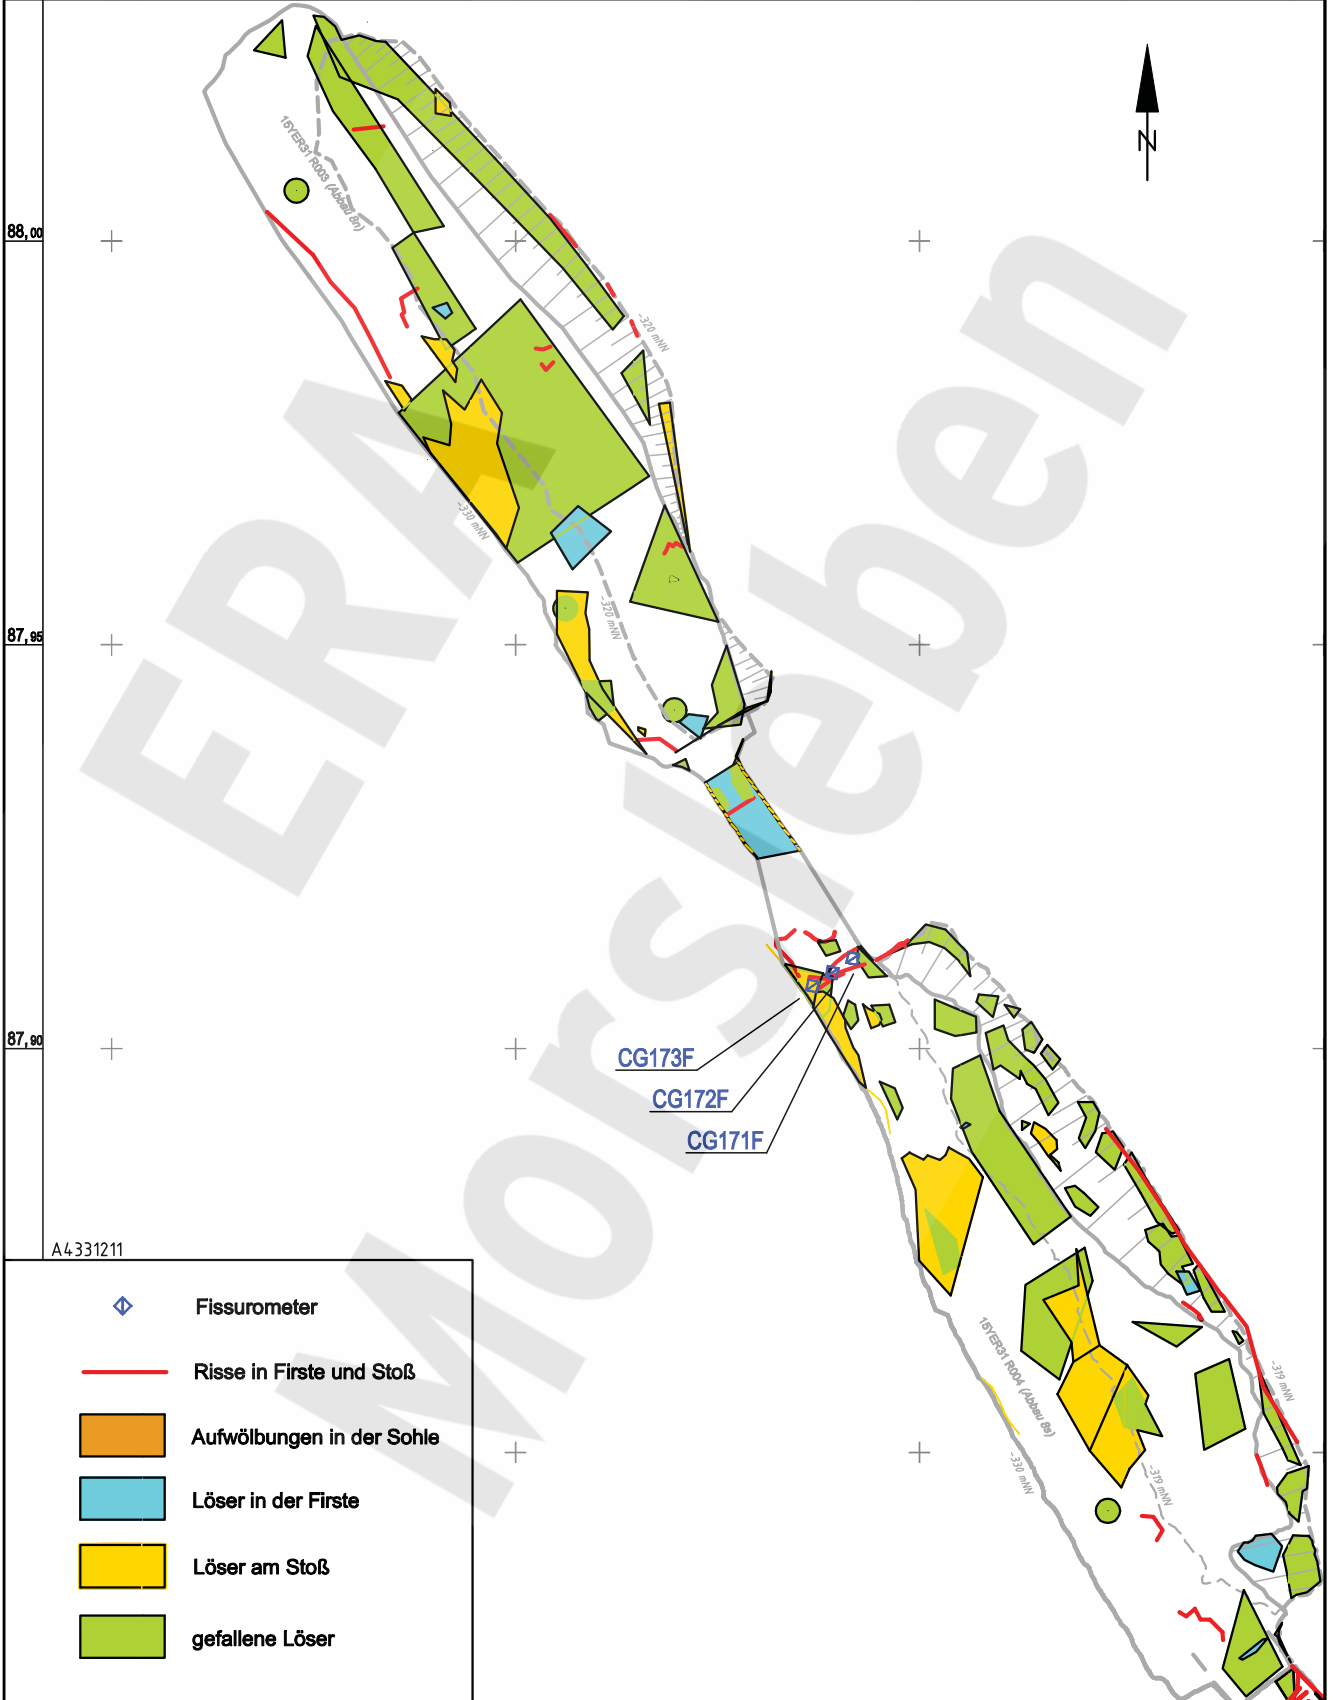 N
15YER31 R003 (Abbau 8n)
88,00
-320 mNN
-330 mNN
-320 mNN
87,95
ERA Morsleben
87,90
CG173F
CG172F
CG171F
A4331211
15YER31 R004 (Abbau 8s)
-319 mNN
-330 mNN
-319 mNN
Fissurometer
Risse in Firste und Stoß
Aufwölbungen in der Sohle
Löser in der Firste
Löser am Stoß
gefallene Löser